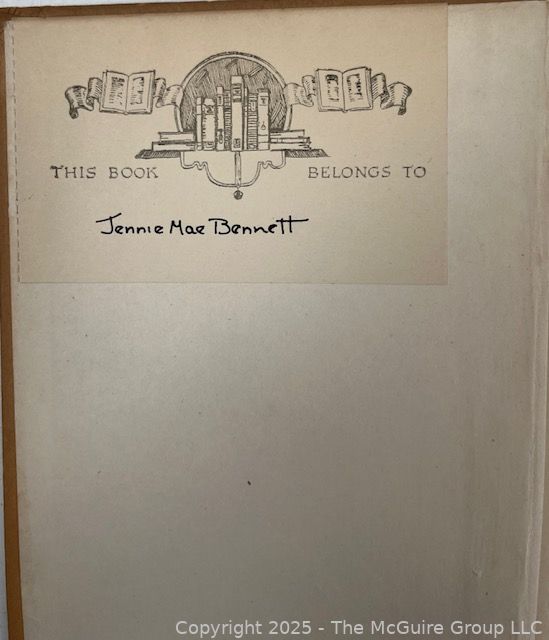 THIS BOOK BELONGS TO
Jennie Mae Bennett
Copyright 2025 - The McGuire Group LLC